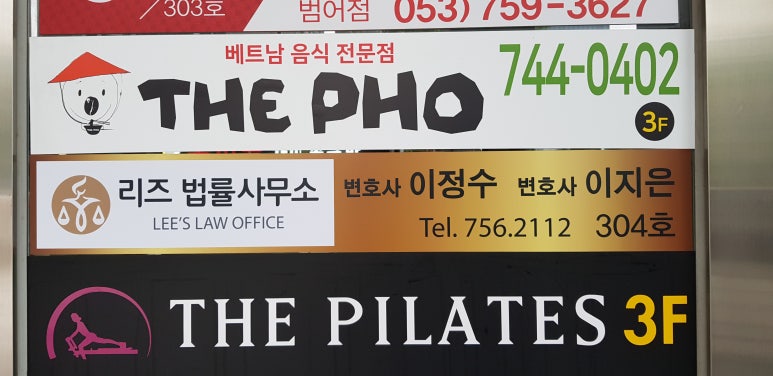 /303호 범어점 053) 759-3627
베트남 음식 전문점
THE PHO 744-0402
3F
리즈 법률사무소 변호사 이정수 변호사 이지은
LEE'S LAW OFFICE Tel. 756.2112 304호
THE PILATES 3F